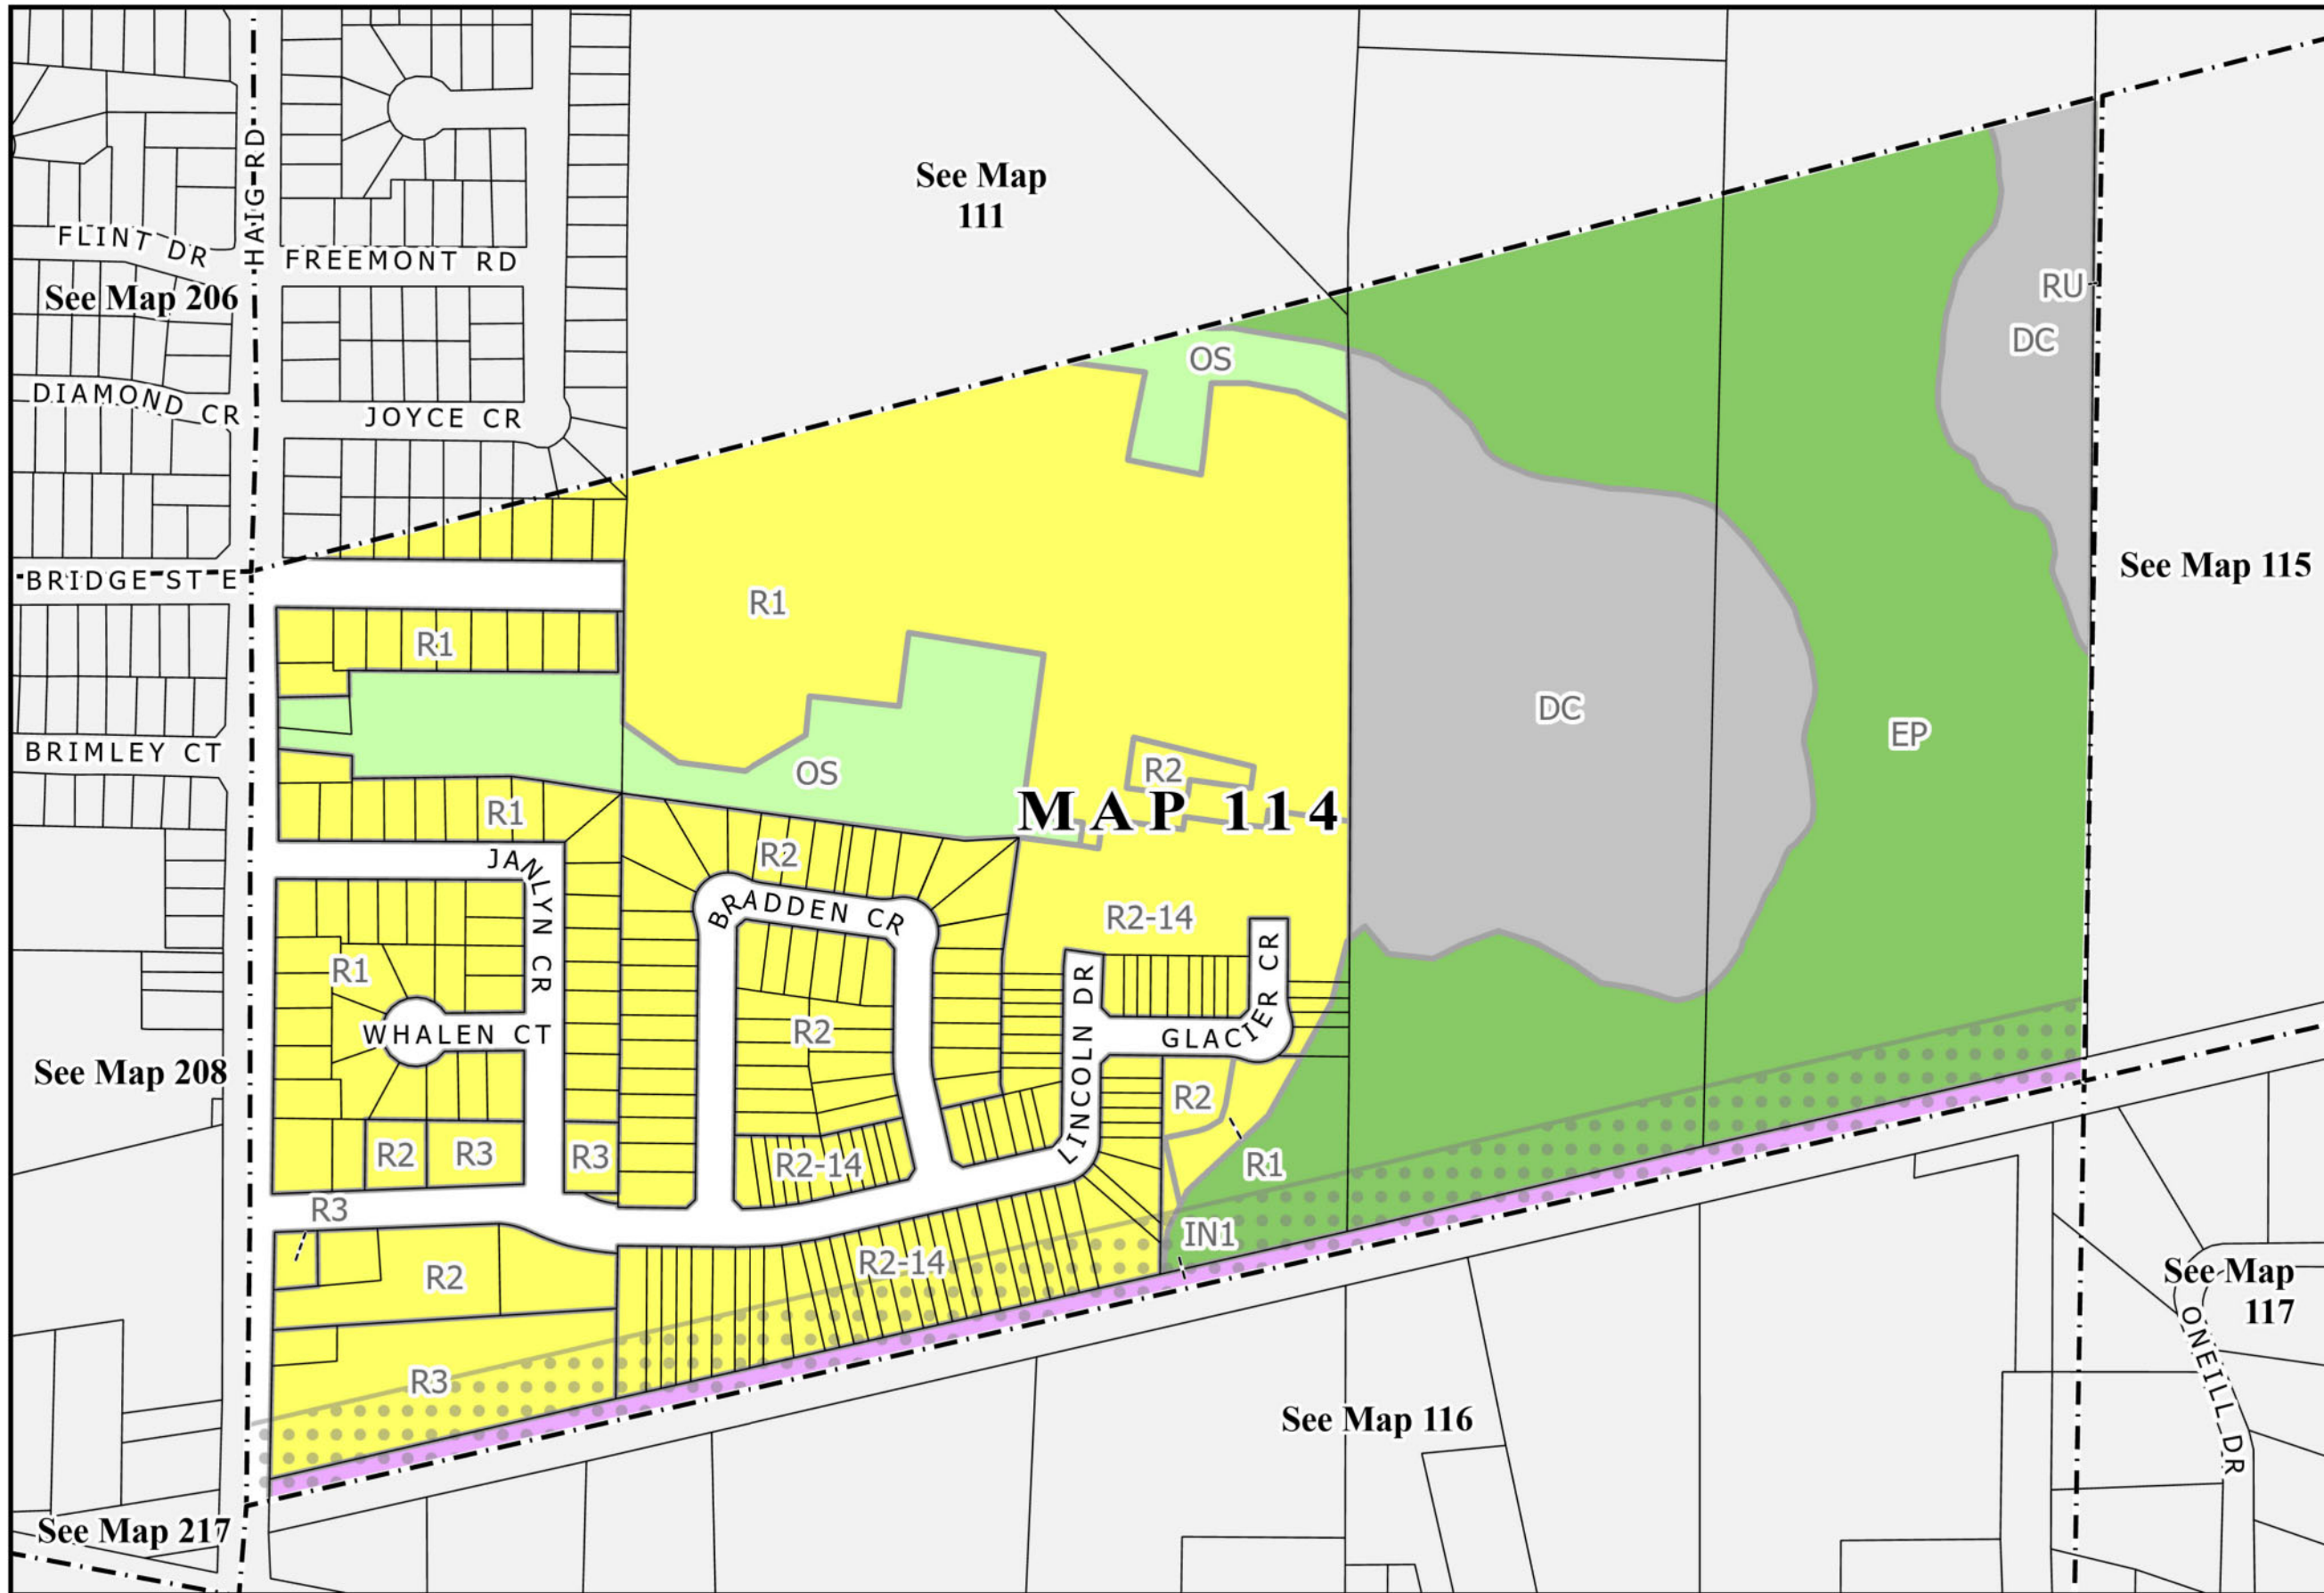 See Map
111
HAIG RD
FLINT DR
FREEMONT RD
See Map 206
RU
DC
OS
DIAMOND CR
JOYCE CR
See Map 115
BRIDGE ST E
R1
R1
DC
EP
BRIMLEY CT
OS
R2
R1
MAP 114
R2
JANLYN CR
BRADDEN CR
R2-14
R1
GLACIER CR
LINCOLN DR
WHALEN CT
R2
See Map 208
R2
R2
R3
R3
R2-14
R1
R3
IN1
R2
R2-14
See Map
117
ONEILL DR
R3
See Map 116
See Map 217